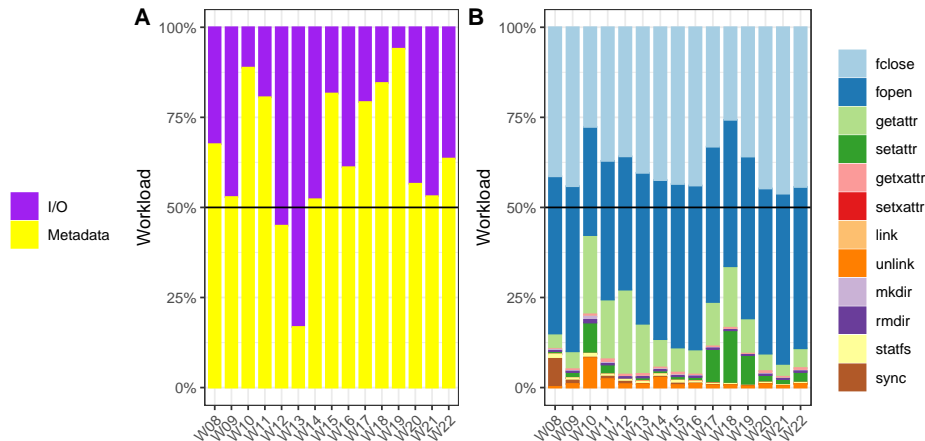 A
B
100%
75%
50%
25%
0%
Workload
I/O
Metadata
W08
W09
W10
W11
W12
W13
W14
W15
W16
W17
W18
W19
W20
W21
W22
100%
75%
50%
25%
0%
Workload
W08
W09
W10
W11
W12
W13
W14
W15
W16
W17
W18
W19
W20
W21
W22
fclose
fopen
getattr
setattr
getxattr
setxattr
link
unlink
mkdir
rmdir
statfs
sync